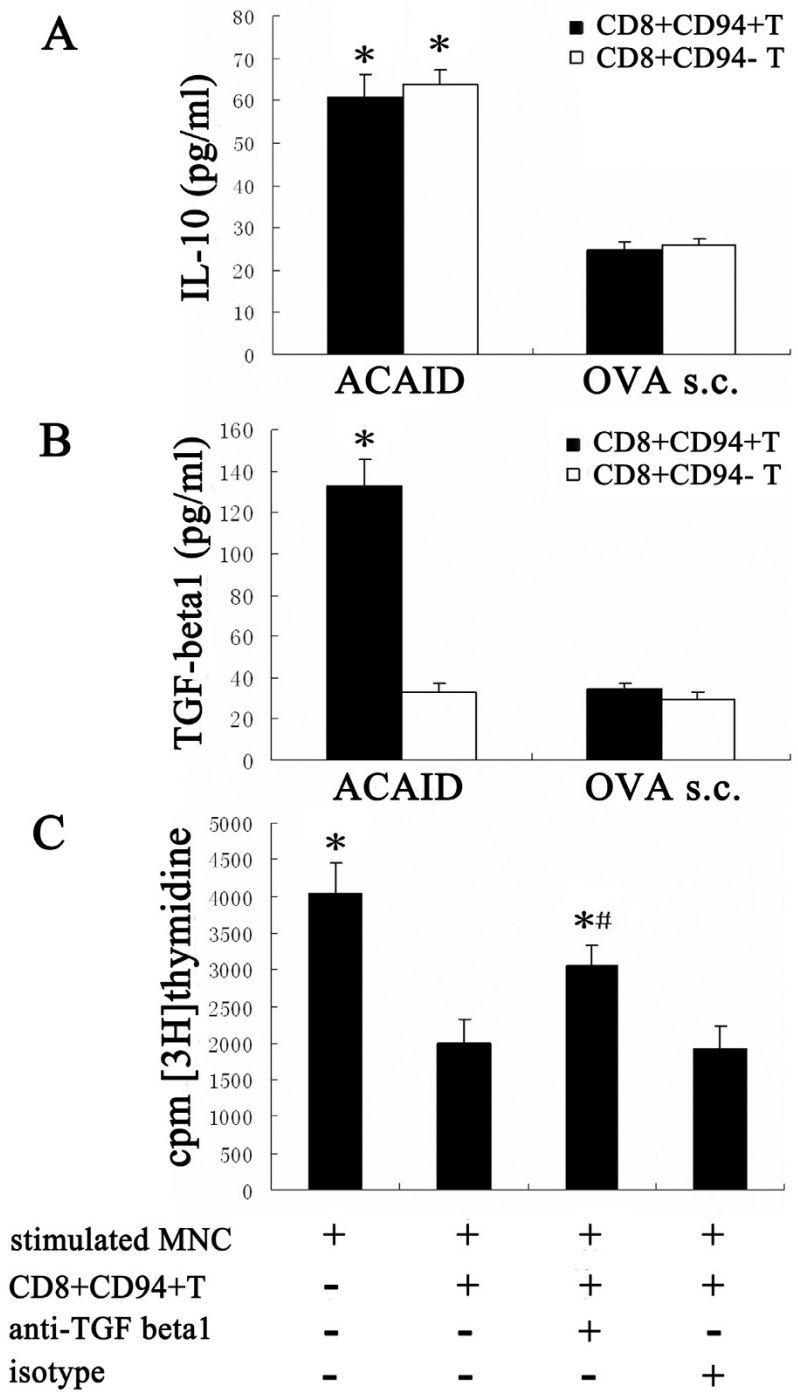 A
IL-10 (pg/ml)
80
70
60
50
40
30
20
10
0
* *
CD8+CD94+T
CD8+CD94- T
ACAID OVA s.c.
B
TGF-beta1 (pg/ml)
160
140
120
100
80
60
40
20
0
*
CD8+CD94+T
CD8+CD94- T
ACAID OVA s.c.
C
cpm [3H]thymidine
5000
4500
4000
3500
3000
2500
2000
1500
1000
500
0
* *#
stimulated MNC + + + +
CD8+CD94+T - + + +
anti-TGF beta1 - - + -
isotype - - - +